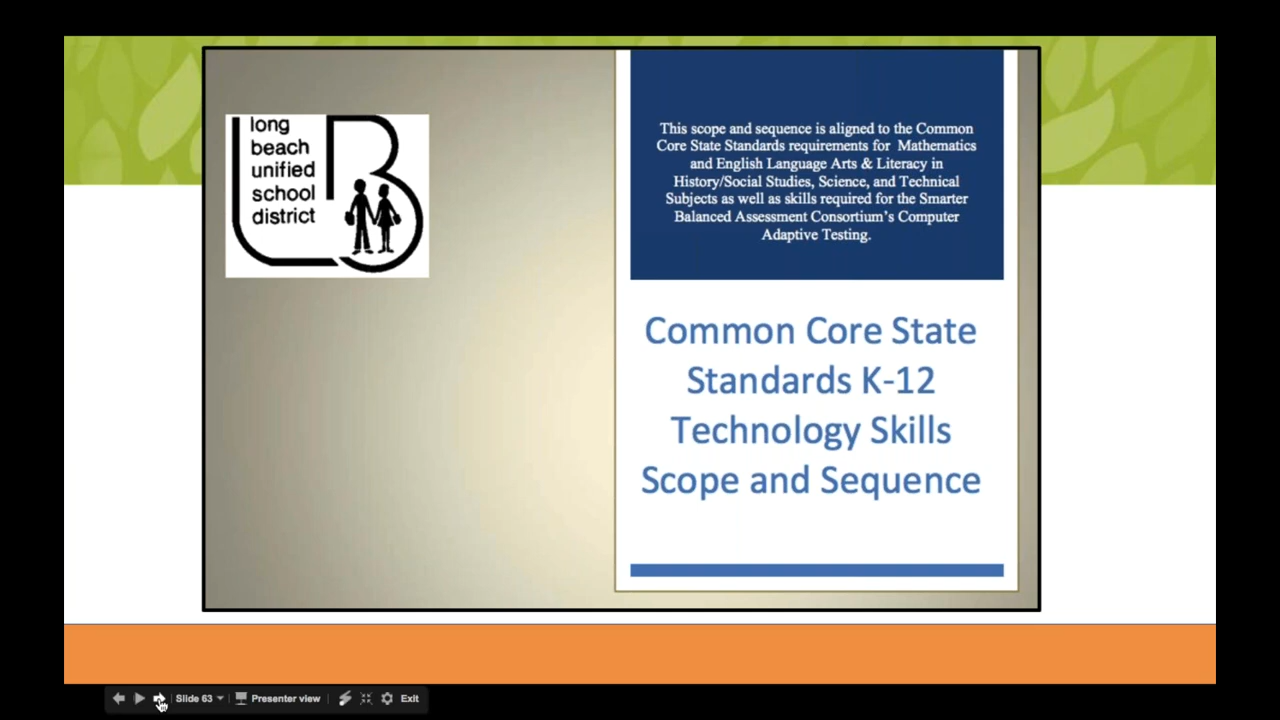 long
beach
unified
school
district
This scope and sequence is aligned to the Common
Core State Standards requirements for Mathematics
and English Language Arts & Literacy in
History/Social Studies, Science, and Technical
Subjects as well as skills required for the Smarter
Balanced Assessment Consortium's Computer
Adaptive Testing.
Common Core State
Standards K-12
Technology Skills
Scope and Sequence
Slide 63 Presenter view Exit